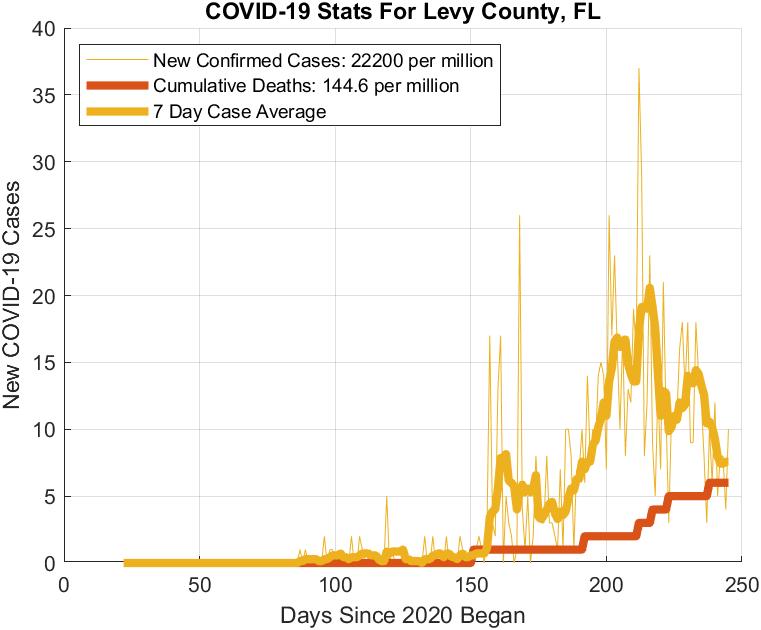 COVID-19 Stats For Levy County, FL
New Confirmed Cases: 22200 per million
Cumulative Deaths: 144.6 per million
7 Day Case Average
New COVID-19 Cases
40
35
30
25
20
15
10
5
0
0 50 100 150 200 250
Days Since 2020 Began